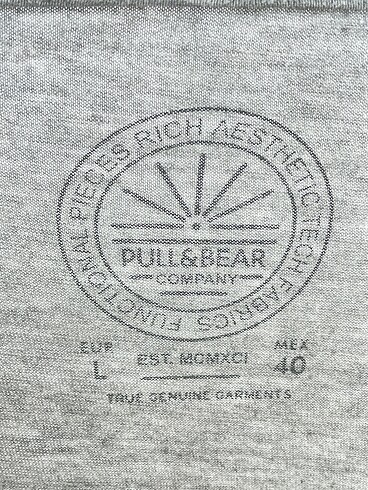 FUNCTIONAL PIECES RICH AESTHETIC TECH FABRICS
PULL&BEAR
COMPANY
EUR
L
EST. MCMXCI
MEX
40
TRUE GENUINE GARMENTS